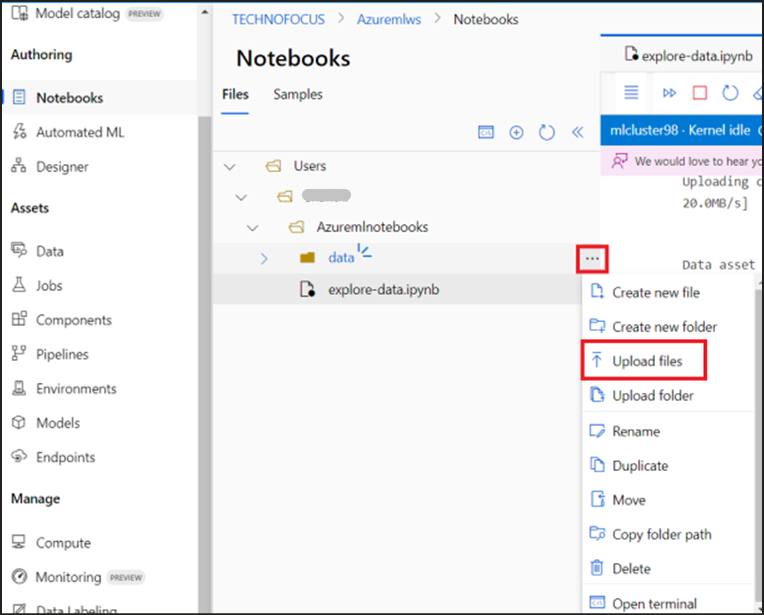 Model catalog PREVIEW
Authoring
Notebooks
Automated ML
Designer
Assets
Data
Jobs
Components
Pipelines
Environments
Models
Endpoints
Manage
Compute
Monitoring PREVIEW
Data Labeling
TECHNOFOCUS > Azuremlws > Notebooks
Notebooks
Files Samples
Users
Azuremlnotebooks
data
explore-data.ipynb
explore-data.ipynb
mlcluster98 - Kernel idle
We would love to hear
Uploading
20.0MB/s]
Data asset
...
Create new file
Create new folder
Upload files
Upload folder
Rename
Duplicate
Move
Copy folder path
Delete
Open terminal